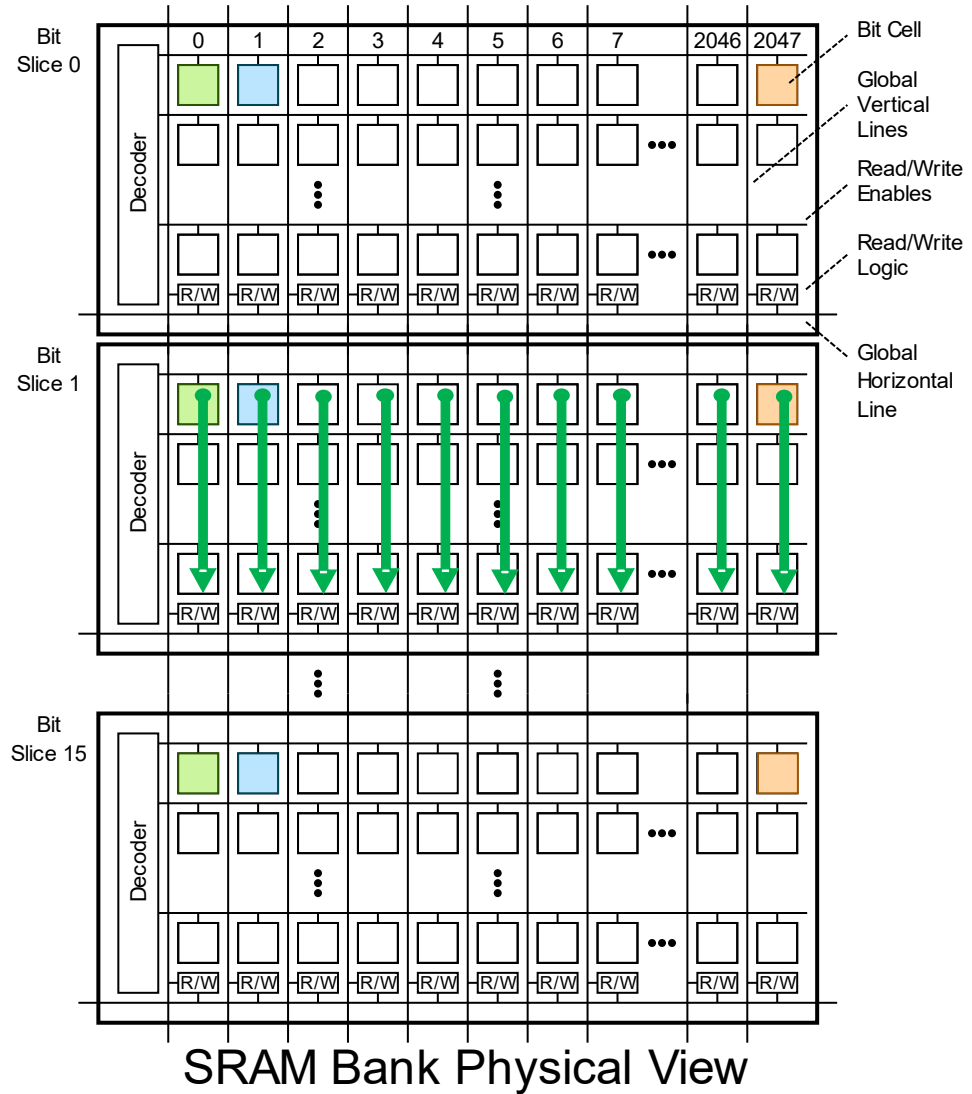 Bit
Slice 0
Decoder
0 1 2 3 4 5 6 7 2046 2047
R/W R/W R/W R/W R/W R/W R/W R/W R/W R/W
Bit Cell
Global
Vertical
Lines
Read/Write
Enables
Read/Write
Logic
Global
Horizontal
Line
Bit
Slice 1
Decoder
R/W R/W R/W R/W R/W R/W R/W R/W R/W R/W
Bit
Slice 15
Decoder
R/W R/W R/W R/W R/W R/W R/W R/W R/W R/W
SRAM Bank Physical View